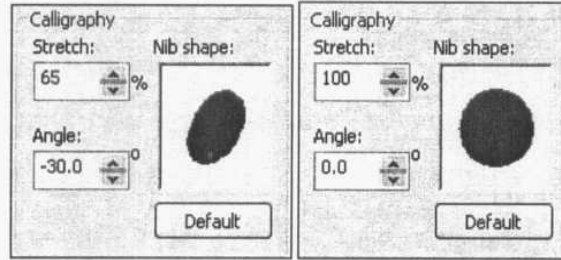 Calligraphy
Stretch: Nib shape:
65 %
Angle:
-30.0 °
Default
Calligraphy
Stretch: Nib shape:
100 %
Angle:
0.0 °
Default